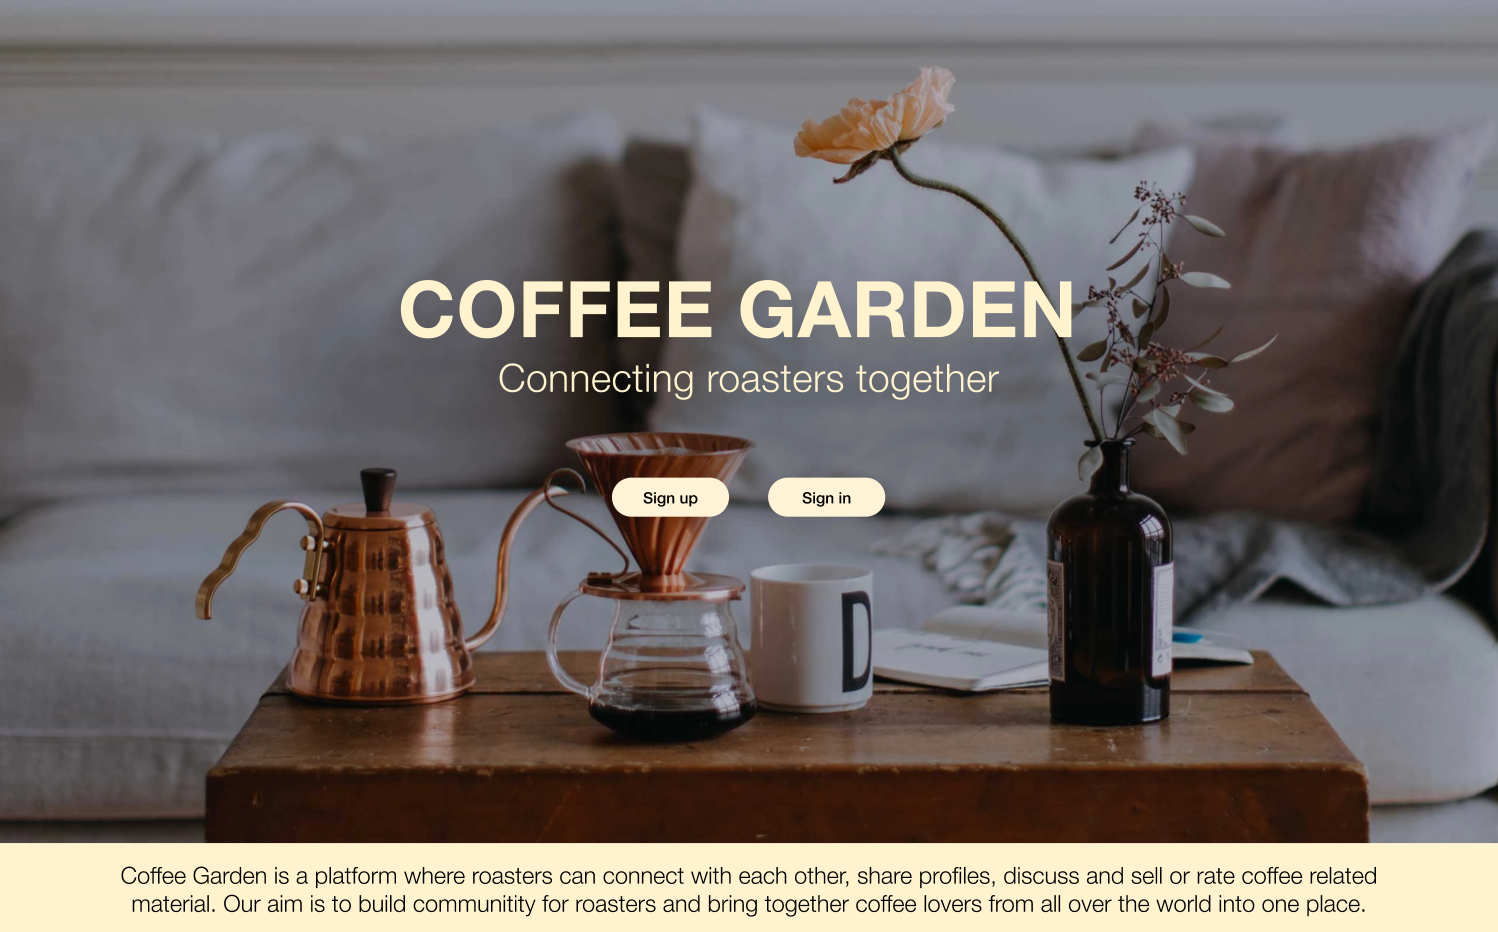 COFFEE GARDEN
Connecting roasters together
Sign up
Sign in
D
Coffee Garden is a platform where roasters can connect with each other, share profiles, discuss and sell or rate coffee related
material. Our aim is to build communitity for roasters and bring together coffee lovers from all over the world into one place.